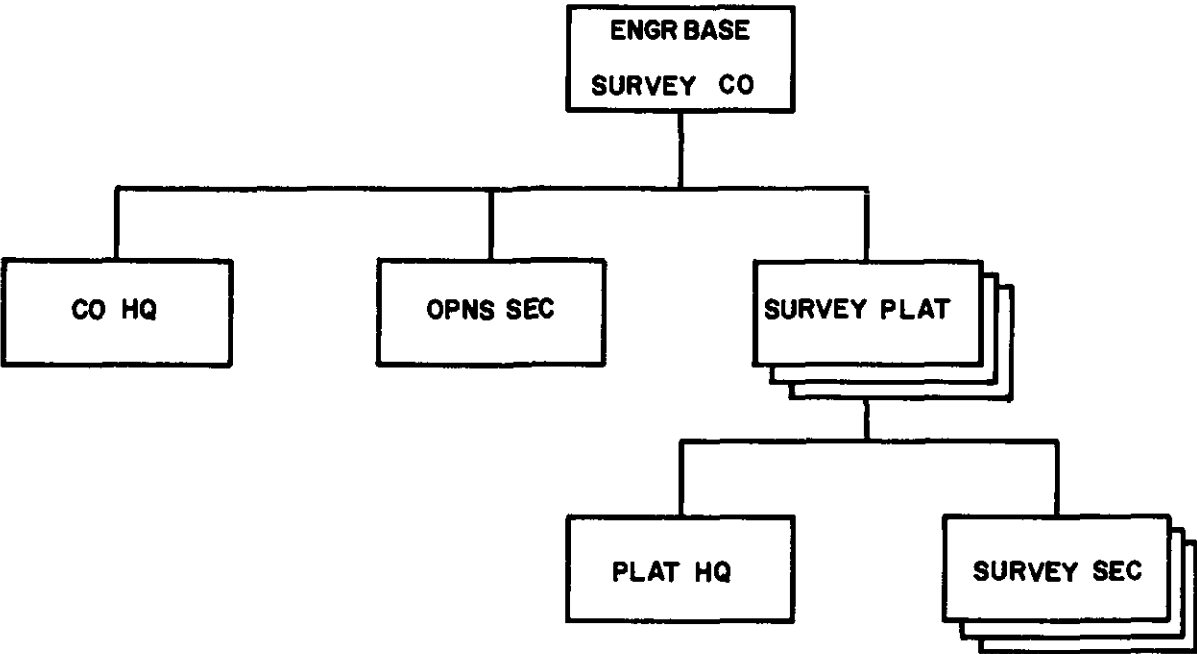 ENGR BASE
SURVEY CO
CO HQ
OPNS SEC
SURVEY PLAT
PLAT HQ
SURVEY SEC